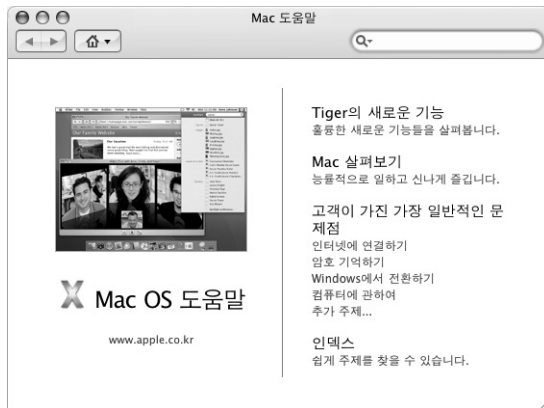 Mac 도움말
Tiger의 새로운 기능
훌륭한 새로운 기능들을 살펴봅니다.
Mac 살펴보기
능률적으로 일하고 신나게 즐깁니다.
고객이 가진 가장 일반적인 문
제점
인터넷에 연결하기
암호 기억하기
Windows에서 전환하기
컴퓨터에 관하여
추가 주제...
인덱스
쉽게 주제를 찾을 수 있습니다.
Our Family Website
Mac OS 도움말
www.apple.co.kr